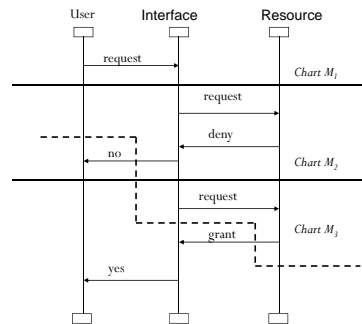 User Interface Resource
request
Chart M1
request
deny
no
Chart M2
request
Chart M3
grant
yes